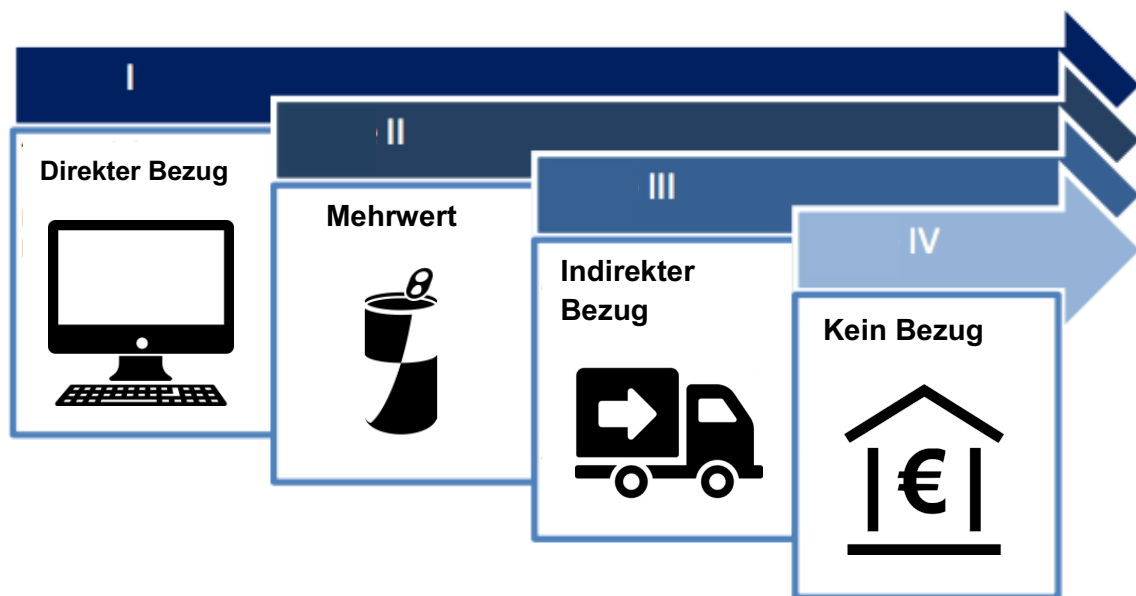 I
II
III
IV
Direkter Bezug
Mehrwert
Indirekter
Bezug
Kein Bezug
€